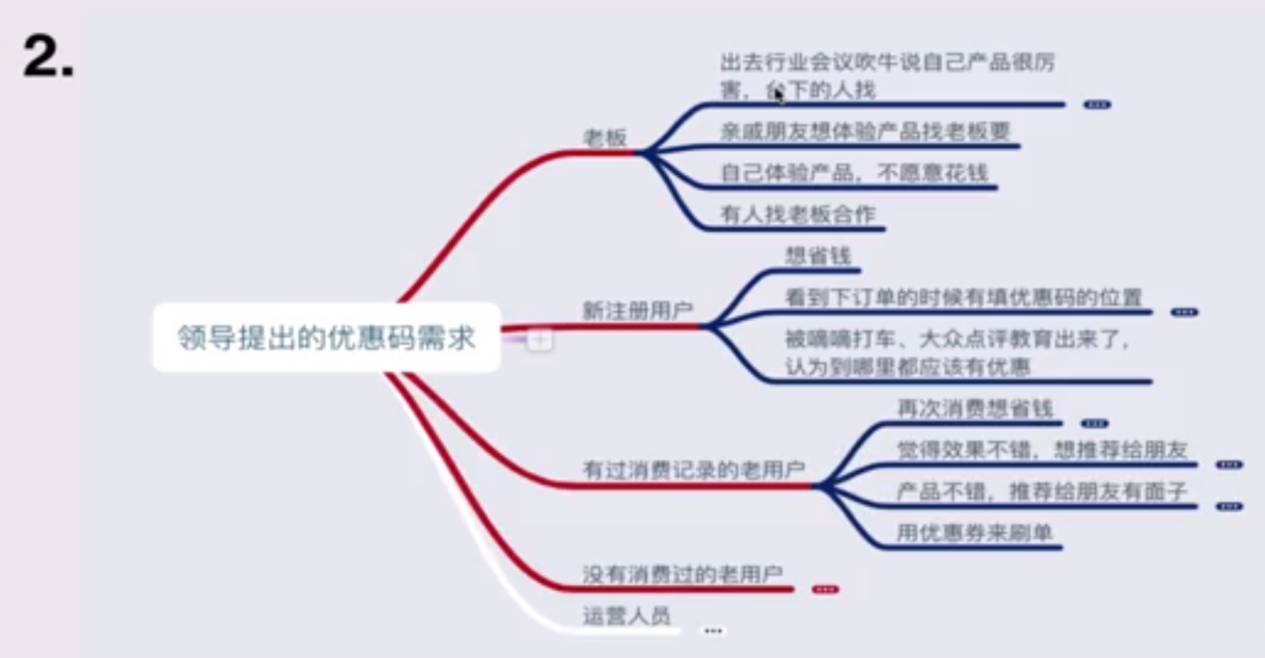 2.
出去行业会议吹牛说自己产品很厉
害，台下的人找
老板
亲戚朋友想体验产品找老板要
自己体验产品，不愿意花钱
有人找老板合作
想省钱
新注册用户
看到下订单的时候有填优惠码的位置
领导提出的优惠码需求
被嘀嘀打车、大众点评教育出来了，
认为到哪里都应该有优惠
再次消费想省钱
觉得效果不错，想推荐给朋友
有过消费记录的老用户
产品不错，推荐给朋友有面子
用优惠券来刷单
没有消费过的老用户
运营人员